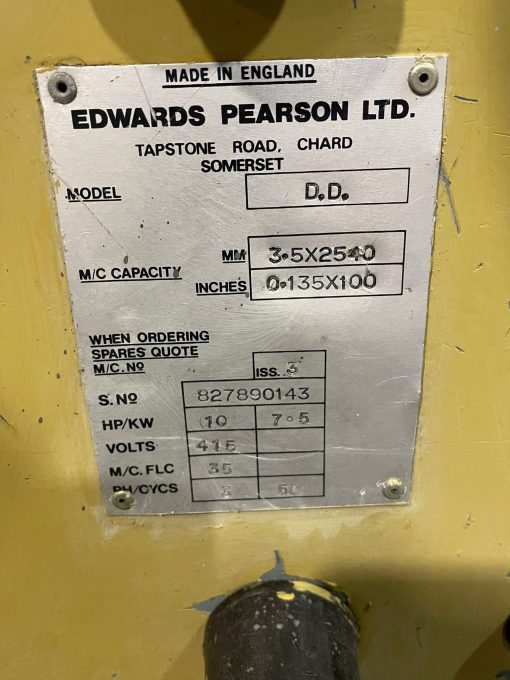 MADE IN ENGLAND
EDWARDS PEARSON LTD.
TAPSTONE ROAD, CHARD
SOMERSET
MODEL D.D.
MM 3.5X2540
M/C CAPACITY
INCHES 0.135X100
WHEN ORDERING
SPARES QUOTE
M/C.NO ISS. 3
S.NO 827890143
HP/KW 10 7.5
VOLTS 415
M/C.FLC 35
PH/CYCS 3 50